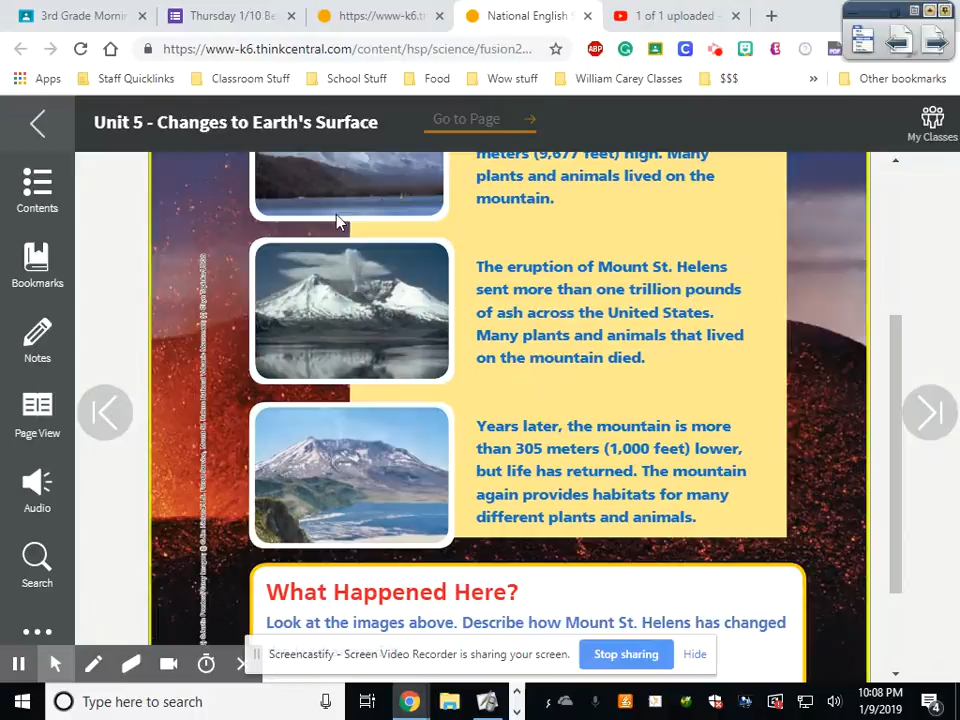 3rd Grade Mornin
Thursday 1/10 Be
https://www-k6.t
National English S
1 of 1 uploaded -
https://www-k6.thinkcentral.com/content/hsp/science/fusion2...
Apps
Staff Quicklinks
Classroom Stuff
School Stuff
Food
Wow stuff
William Carey Classes
$$$
»
Other bookmarks
Unit 5 - Changes to Earth's Surface
Go to Page
My Classes
Contents
Bookmarks
Notes
Page View
Audio
Search
meters (9,677 feet) high. Many
plants and animals lived on the
mountain.
The eruption of Mount St. Helens
sent more than one trillion pounds
of ash across the United States.
Many plants and animals that lived
on the mountain died.
Years later, the mountain is more
than 305 meters (1,000 feet) lower,
but life has returned. The mountain
again provides habitats for many
different plants and animals.
What Happened Here?
Look at the images above. Describe how Mount St. Helens has changed
Screencastify - Screen Video Recorder is sharing your screen.
Stop sharing
Hide
Type here to search
10:08 PM
1/9/2019
4